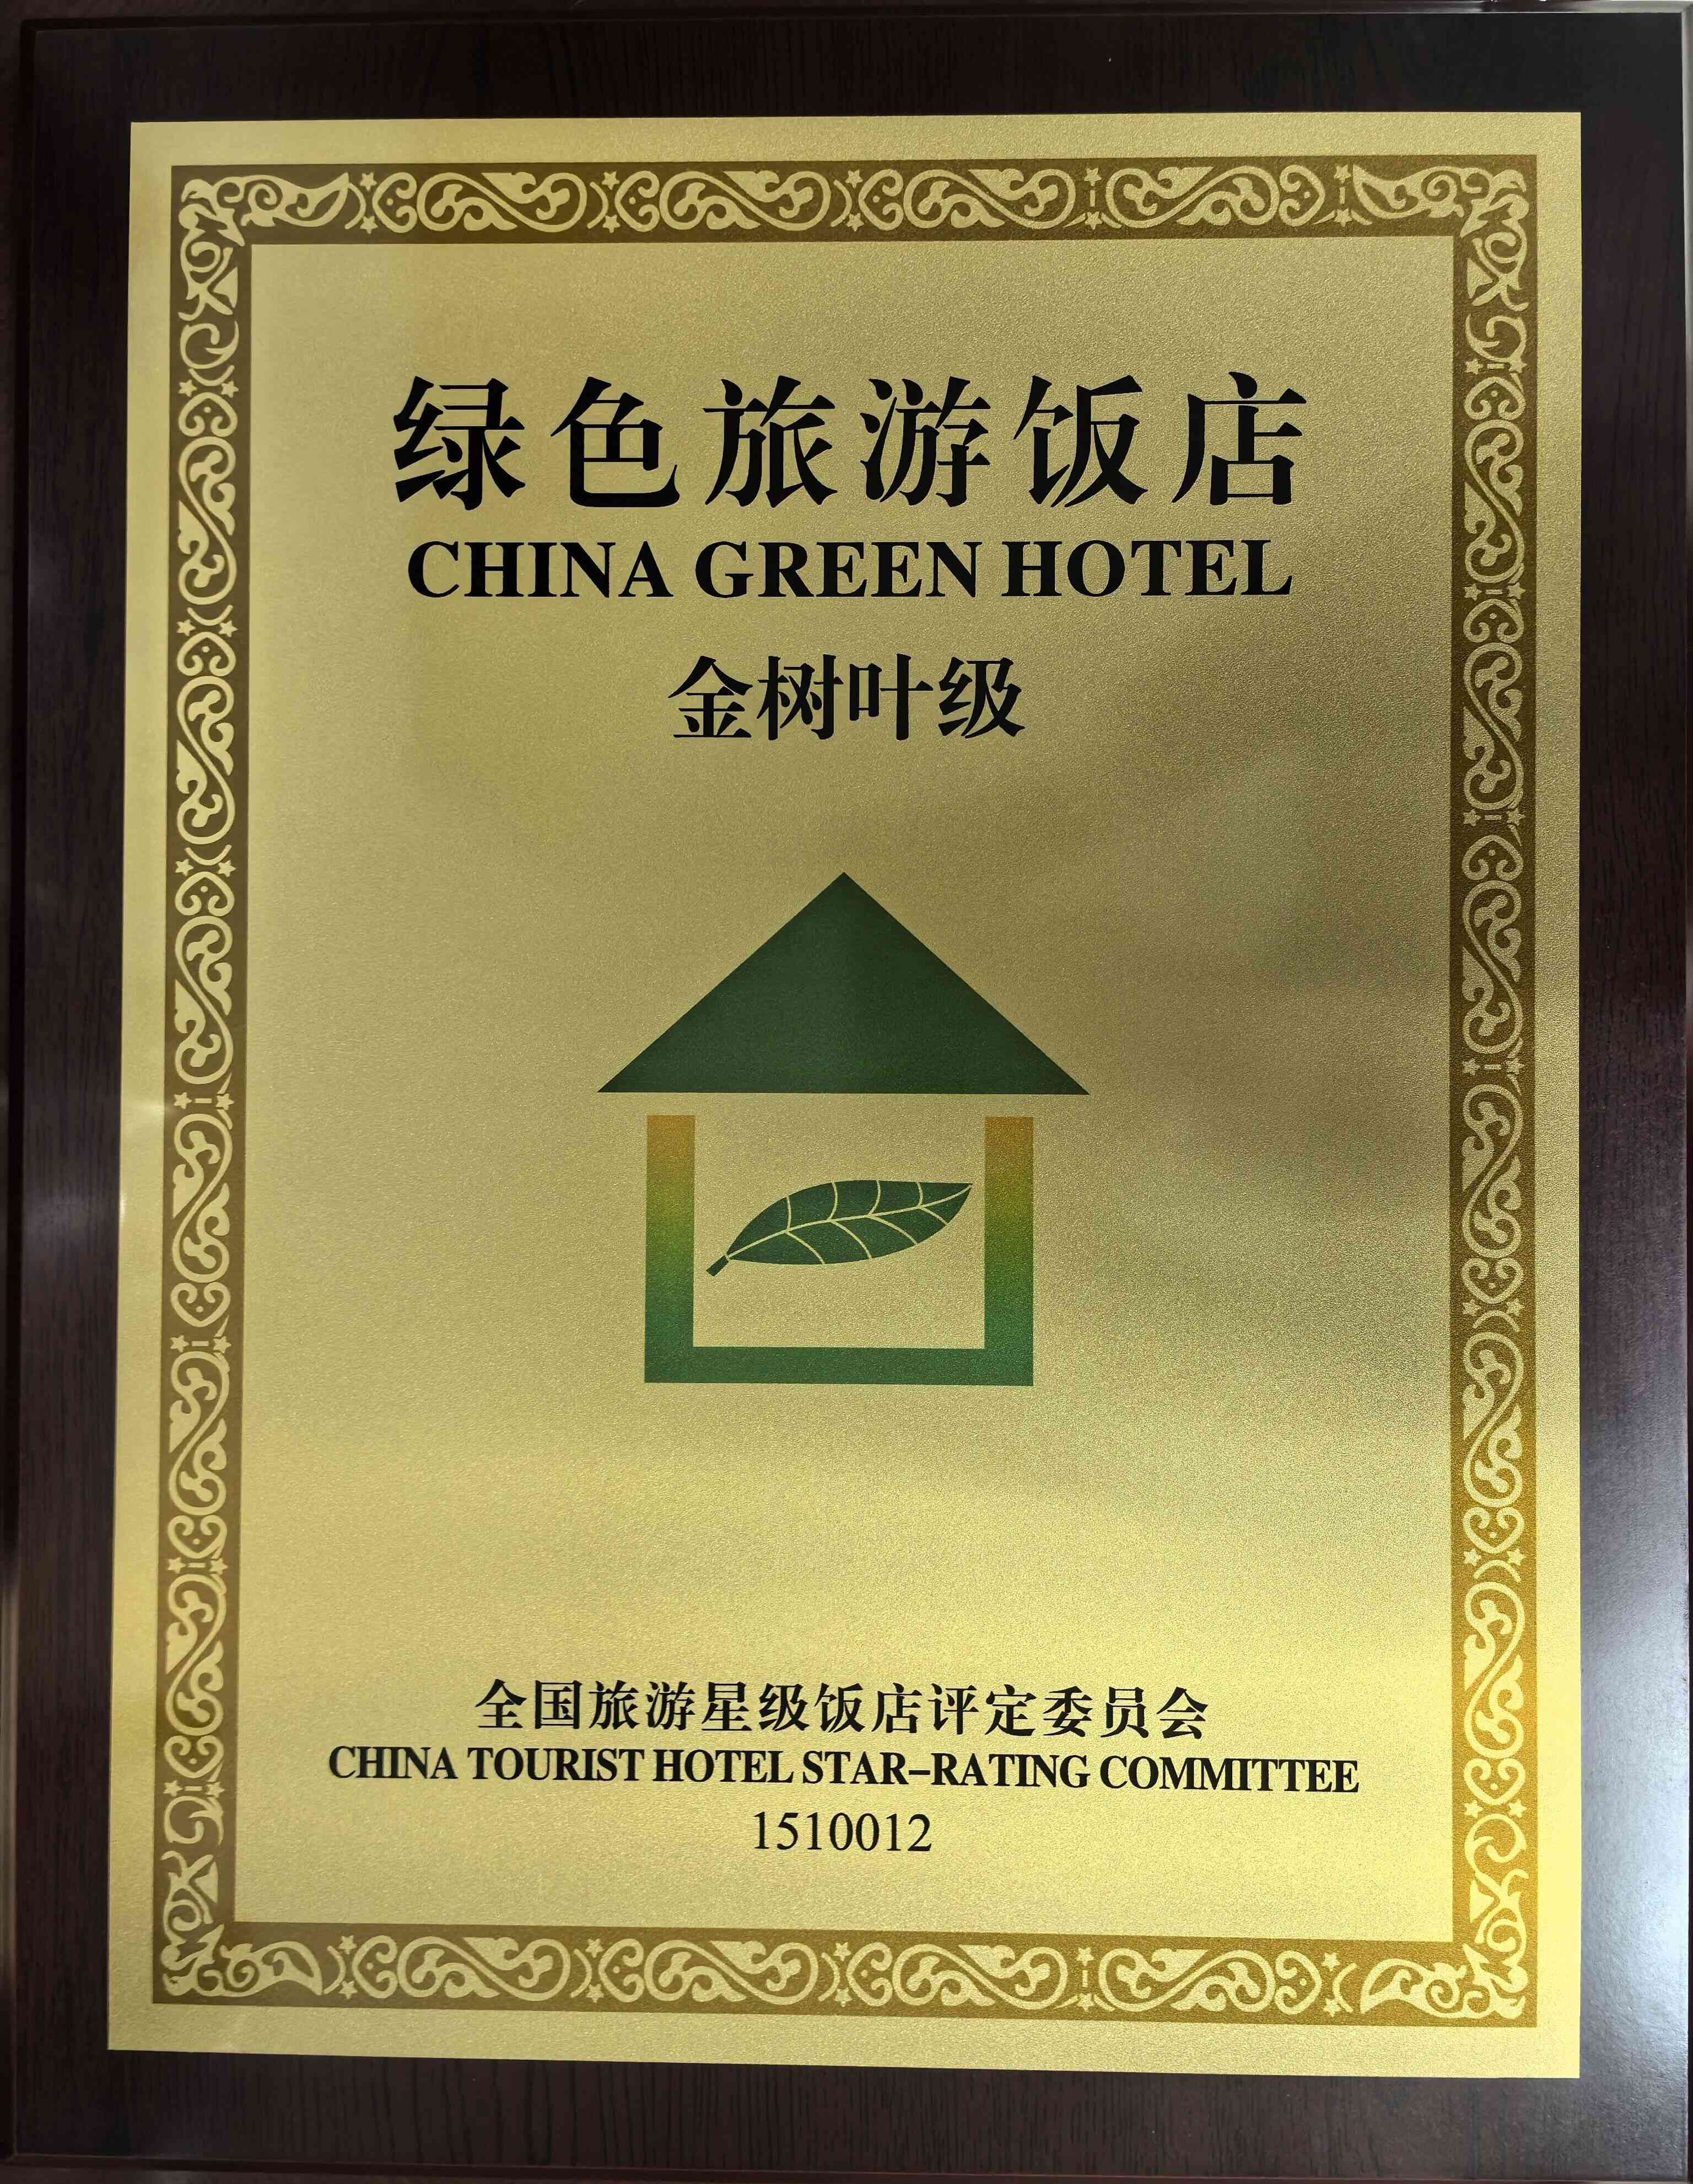 绿色旅游饭店
CHINA GREEN HOTEL
金树叶级
全国旅游星级饭店评定委员会
CHINA TOURIST HOTEL STAR-RATING COMMITTEE
1510012